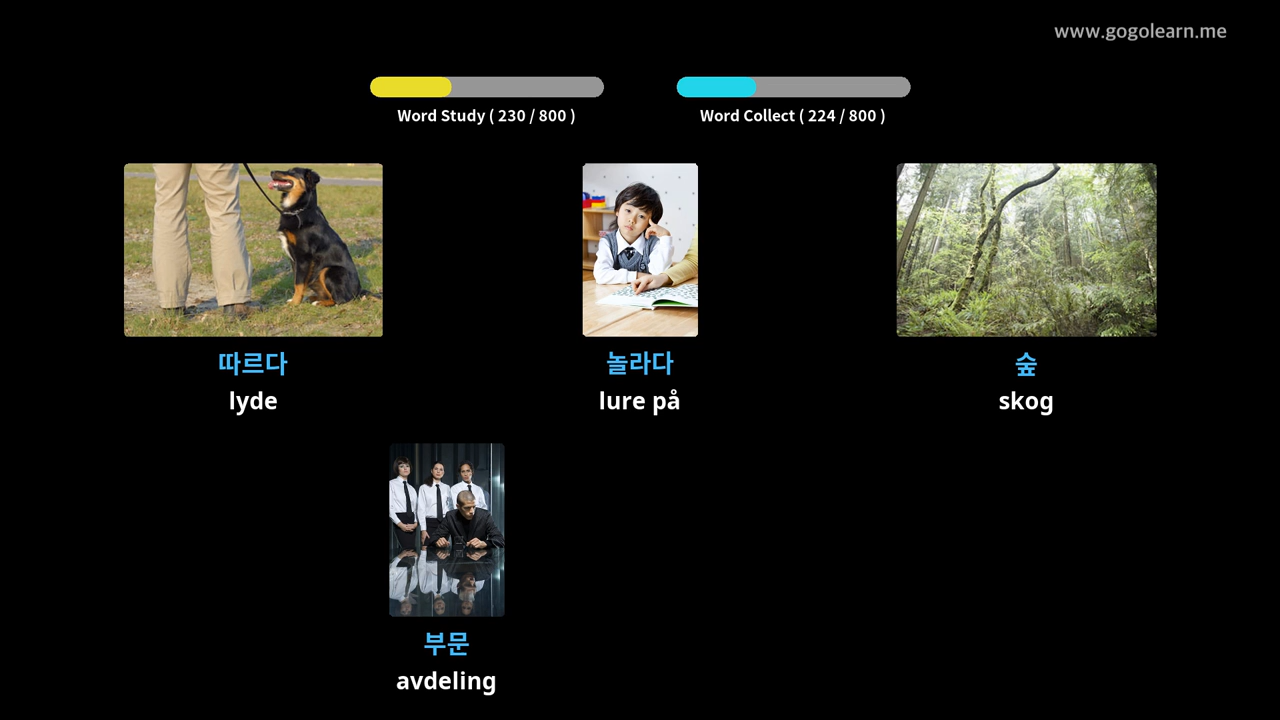 www.gogolearn.me
Word Study ( 230 / 800 )
Word Collect ( 224 / 800 )
따르다
lyde
놀라다
lure på
숲
skog
부문
avdeling